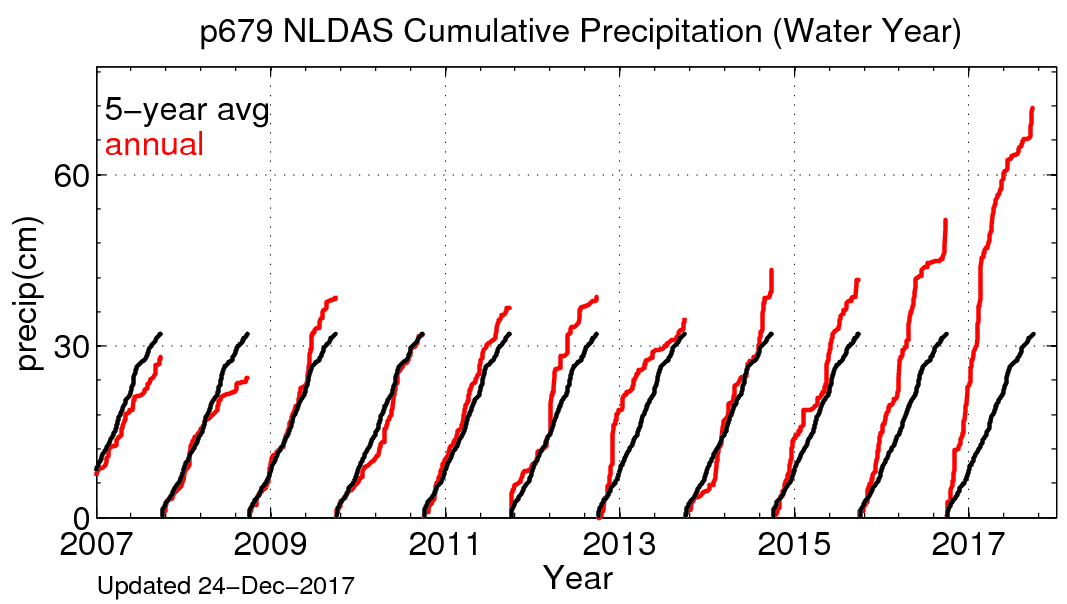 p679 NLDAS Cumulative Precipitation (Water Year)
5−year avg
annual
60
30
0
precip(cm)
2007 2009 2011 2013 2015 2017
Year
Updated 24−Dec−2017